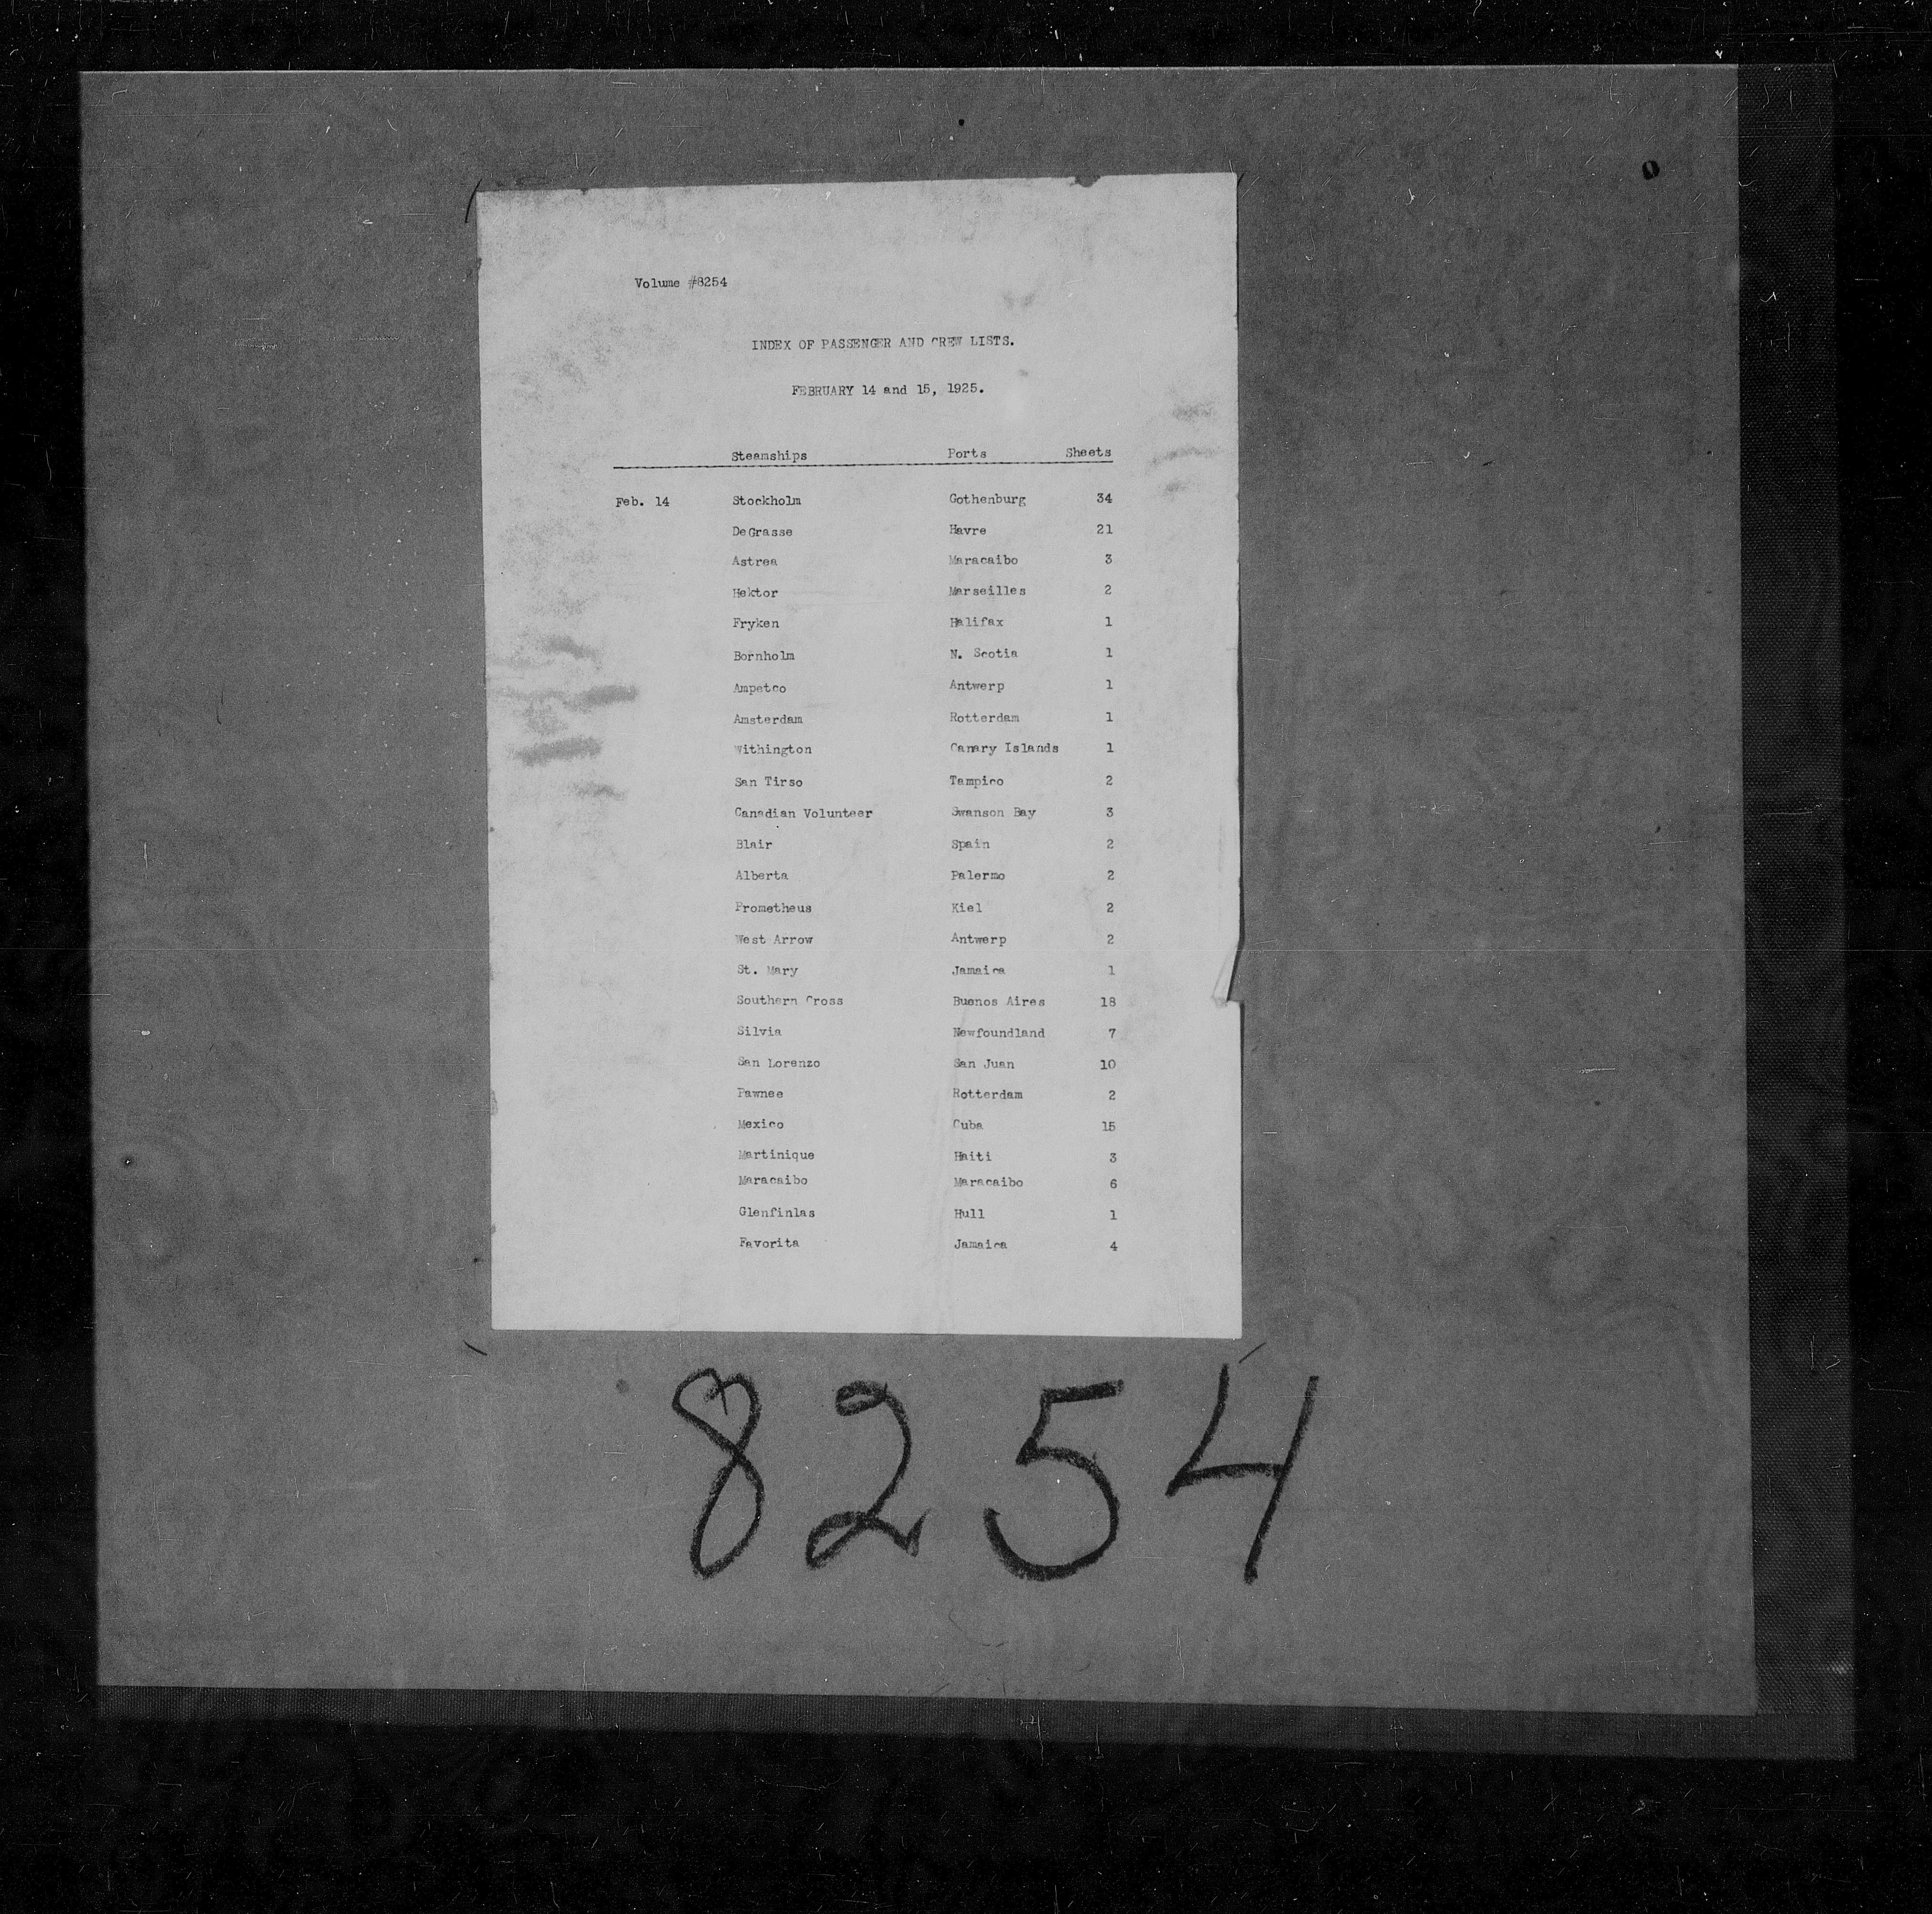 Volume #8254
INDEX OF PASSENGER AND CREW LISTS.
FEBRUARY 14 and 15, 1925.
Steamships Ports Sheets
Feb. 14 Stockholm Gothenburg 34
DeGrasse Havre 21
Astrea Maracaibo 3
Hektor Marseilles 2
Fryken Halifax 1
Bornholm N. Scotia 1
Ampetco Antwerp 1
Amsterdam Rotterdam 1
Withington Canary Islands 1
San Tirso Tampico 2
Canadian Volunteer Swanson Bay 3
Blair Spain 2
Alberta Palermo 2
Prometheus Kiel 2
West Arrow Antwerp 2
St. Mary Jamaica 1
Southern Cross Buenos Aires 18
Silvia Newfoundland 7
San Lorenzo San Juan 10
Pawnee Rotterdam 2
Mexico Cuba 15
Martinique Haiti 3
Maracaibo Maracaibo 6
Glenfinlas Hull 1
Favorita Jamaica 4
8254